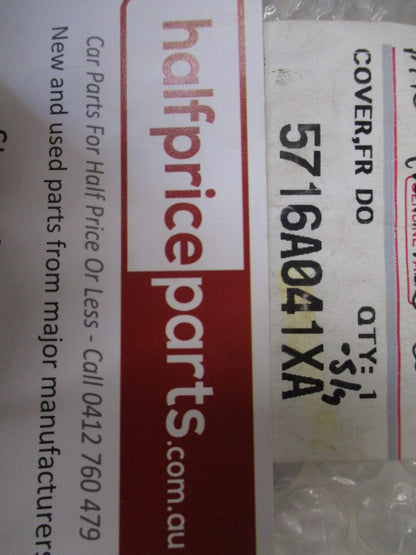 COVER,FR DO QTY: 1
5716A041XA
halfpriceparts.com.au
Car Parts For Half Price Or Less - Call 0412 760 479
New and used parts from major manufacturers